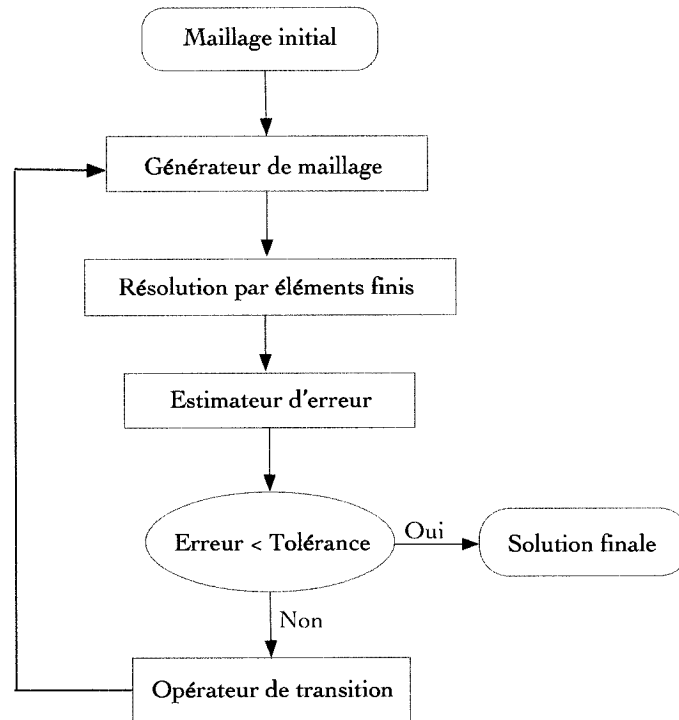 Maillage initial
Générateur de maillage
Résolution par éléments finis
Estimateur d'erreur
Erreur < Tolérance
Oui
Solution finale
Non
Opérateur de transition